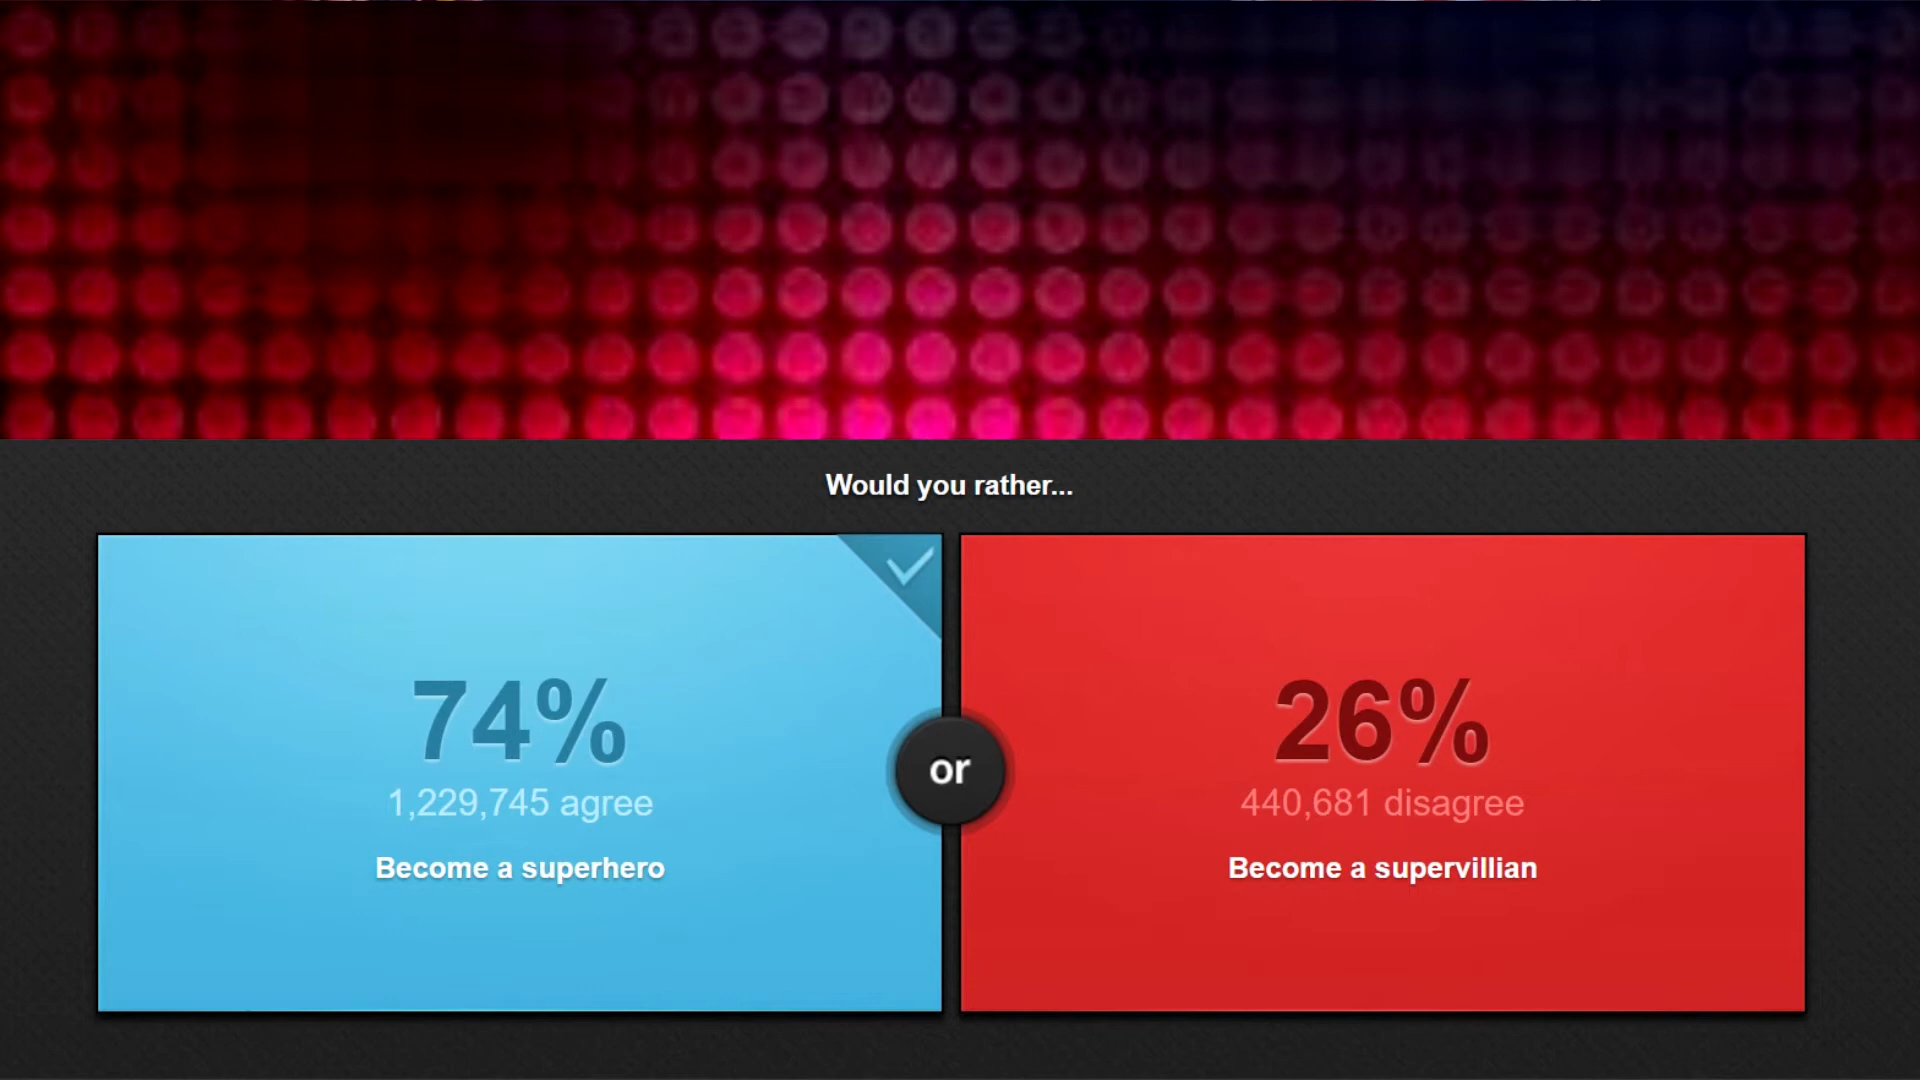 Would you rather...
74%
1,229,745 agree
Become a superhero
or
26%
440,681 disagree
Become a supervillian